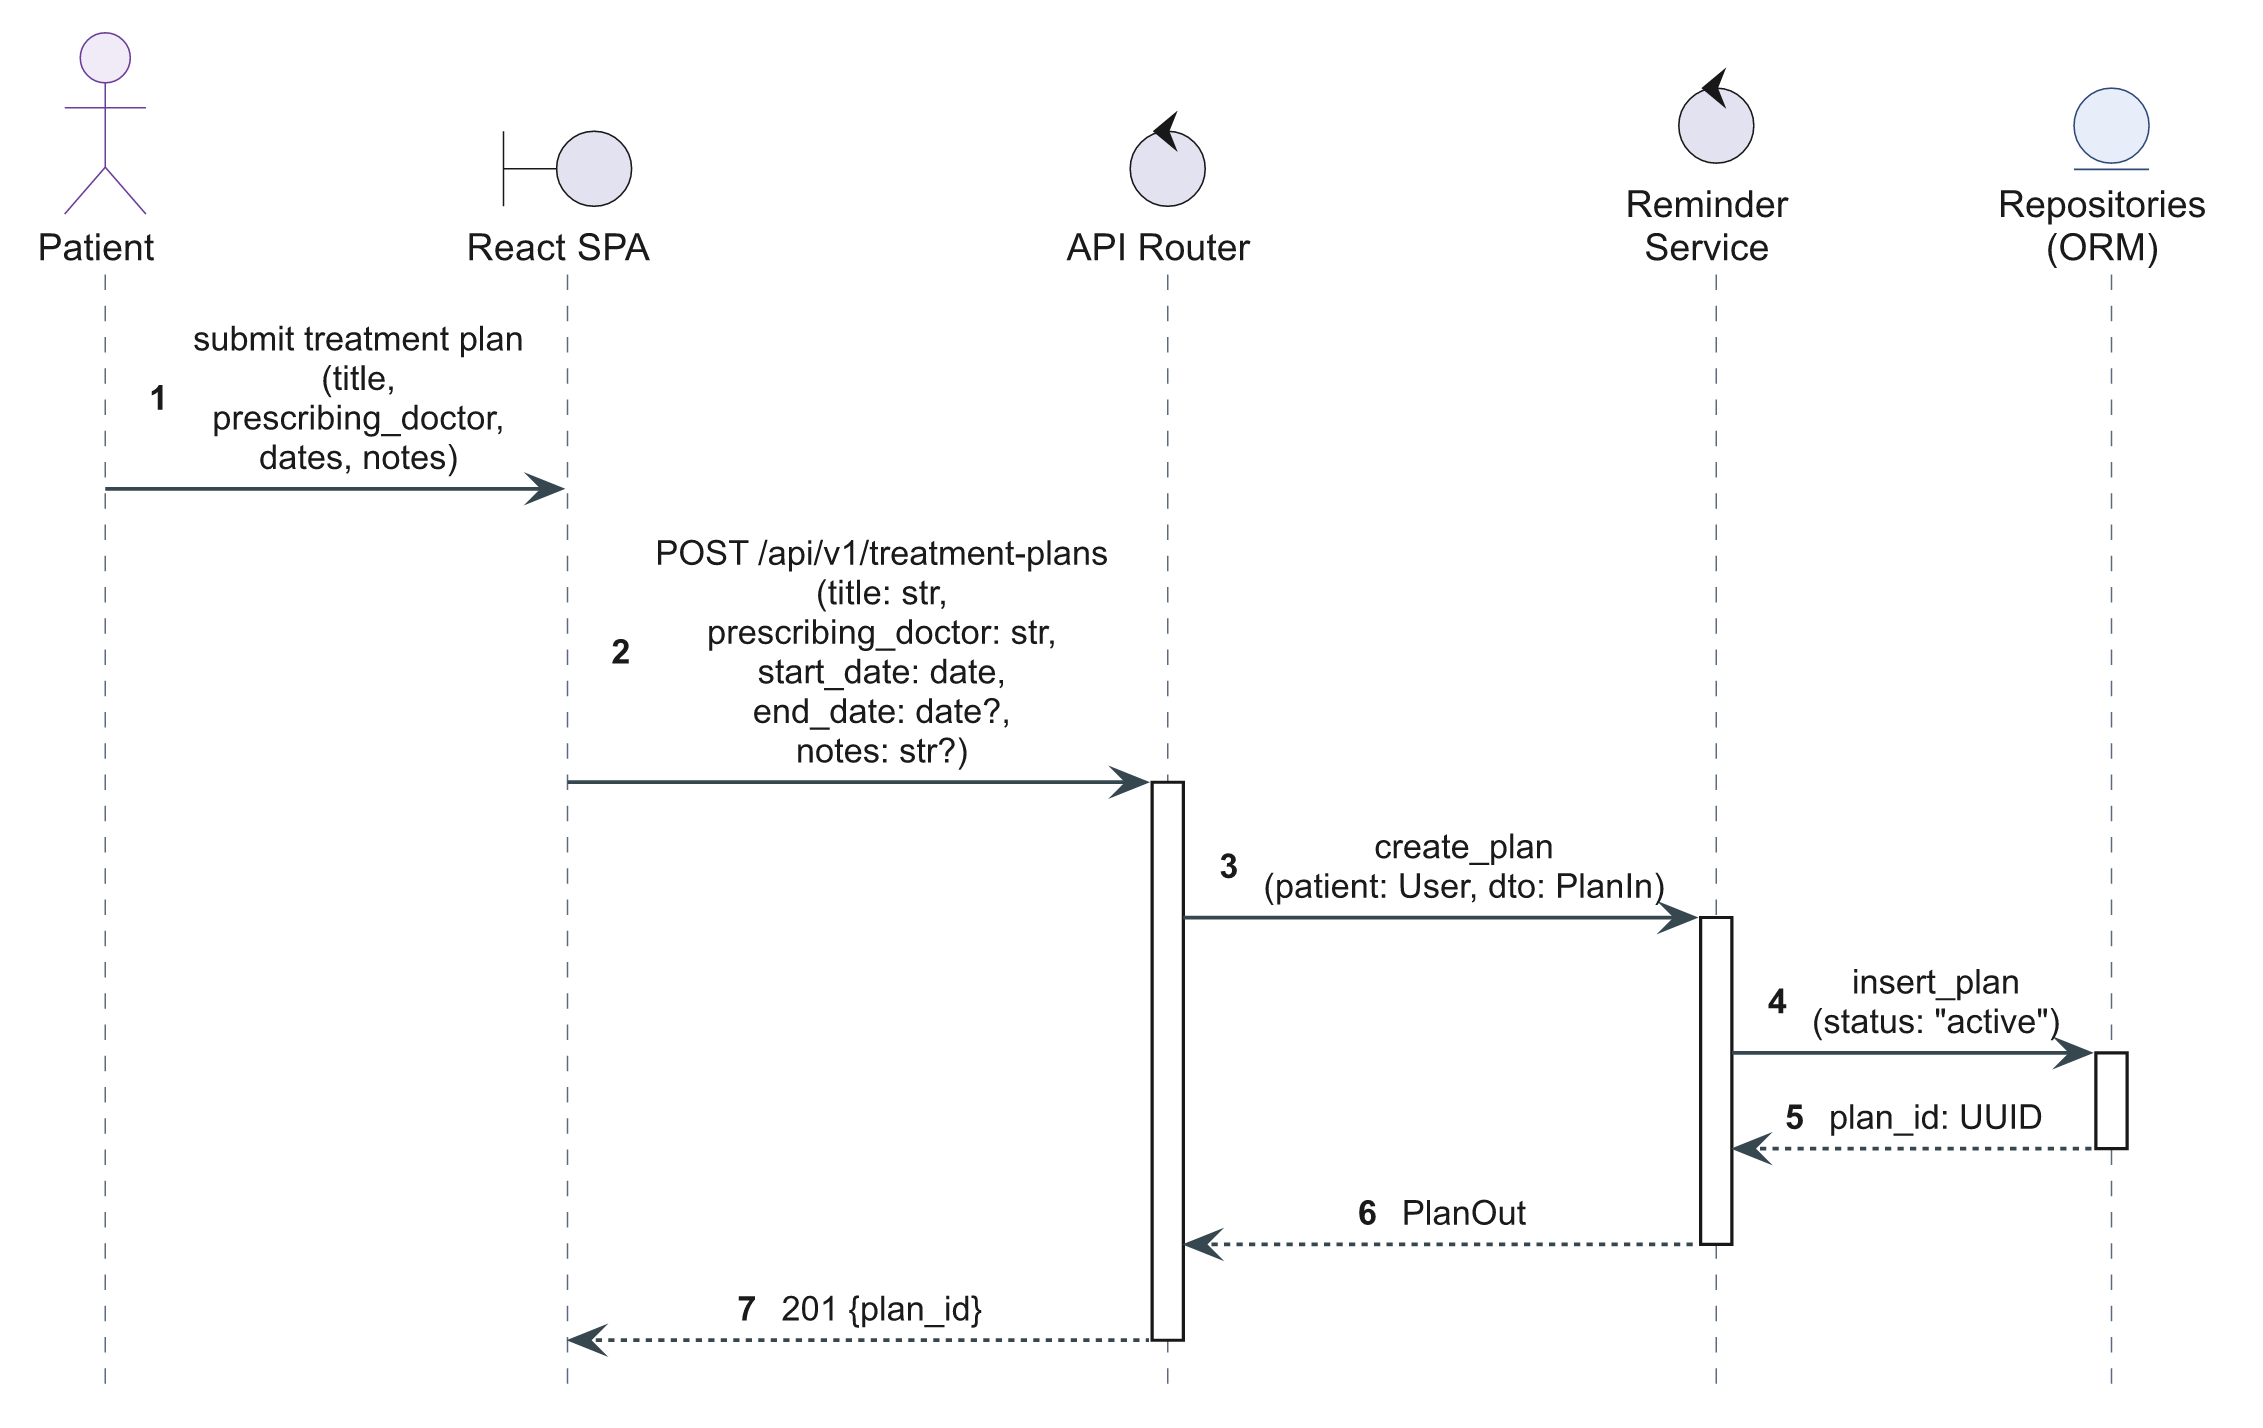 Patient
React SPA
API Router
Reminder
Service
Repositories
(ORM)
submit treatment plan
(title,
1
prescribing_doctor,
dates, notes)
POST /api/v1/treatment-plans
(title: str,
prescribing_doctor: str,
2
start_date: date,
end_date: date?,
notes: str?)
create_plan
3
(patient: User, dto: PlanIn)
insert_plan
4
(status: "active")
5 plan_id: UUID
6 PlanOut
7 201 {plan_id}